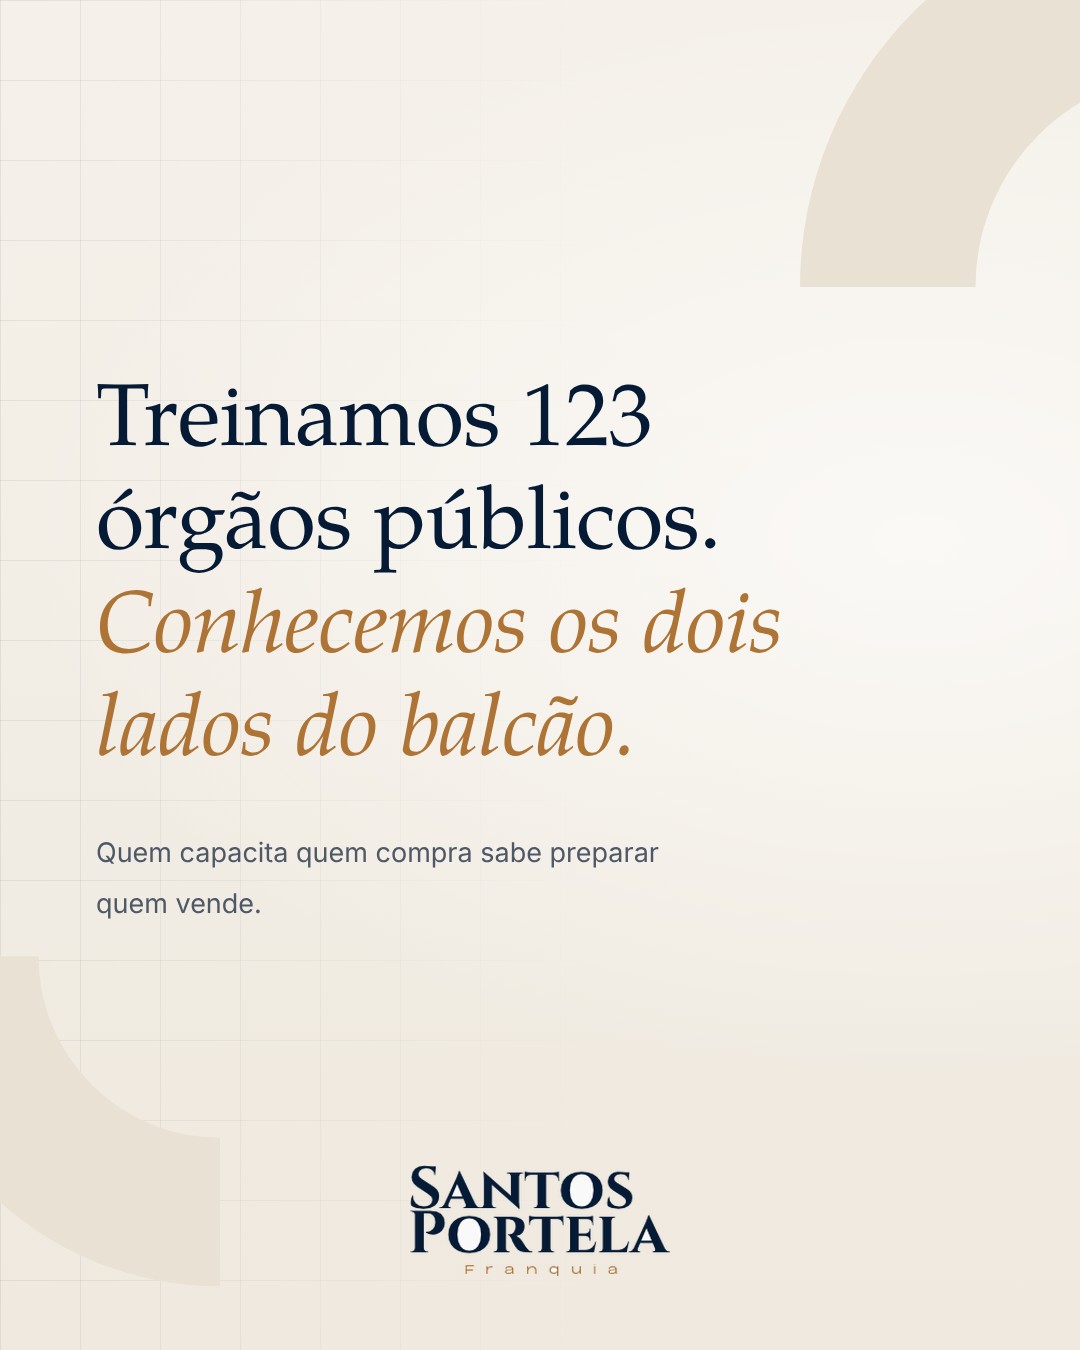 Treinamos 123
órgãos públicos.
Conhecemos os dois
lados do balcão.
Quem capacita quem compra sabe preparar
quem vende.
SANTOS
PORTELA
Franquia